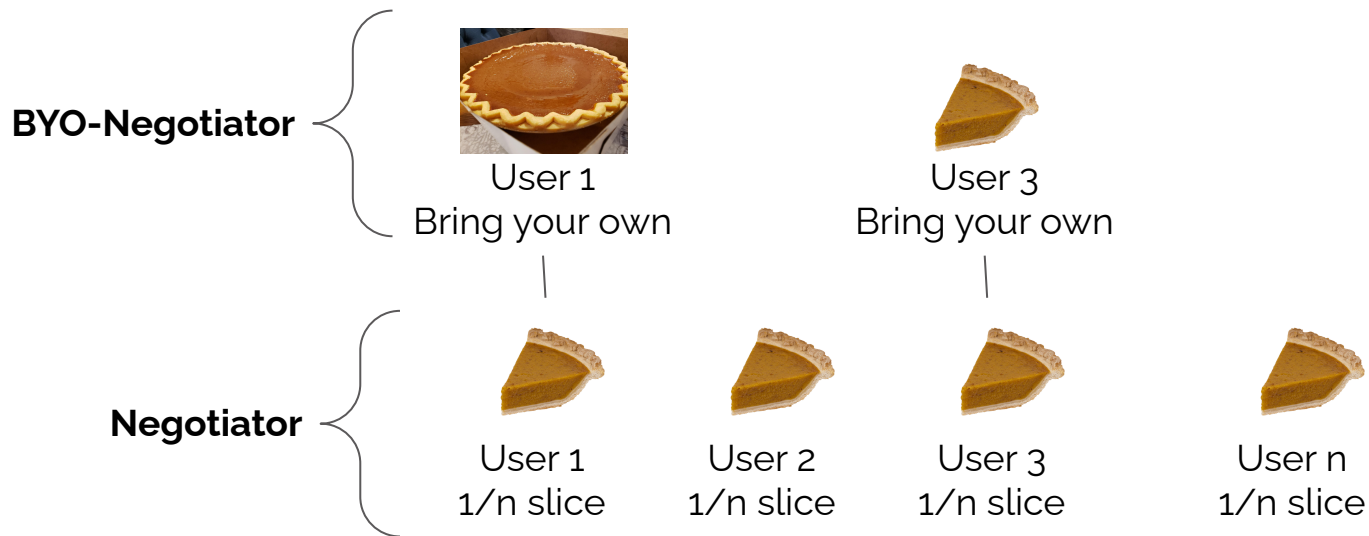 BYO-Negotiator
User 1
Bring your own
User 3
Bring your own
Negotiator
User 1
1/n slice
User 2
1/n slice
User 3
1/n slice
User n
1/n slice